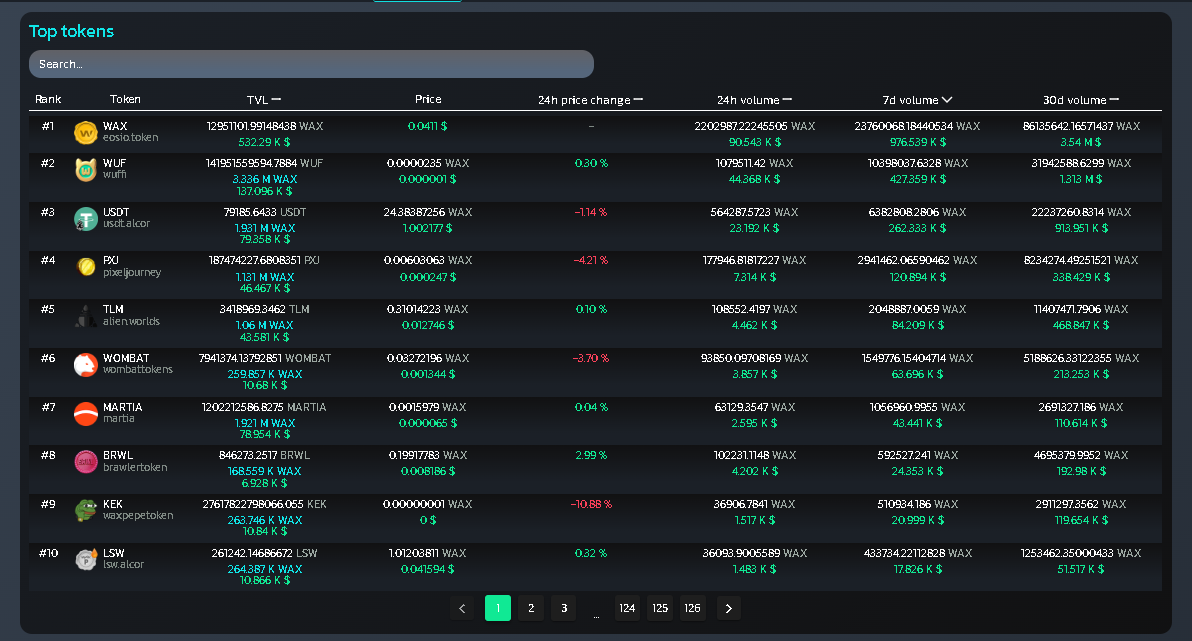 Top tokens
Search...
Rank Token TVL Price 24h price change 24h volume 7d volume 30d volume
#1 WAX 12951101.99148438 WAX 0.0411 $ - 2202987.22245505 WAX 23760068.18440534 WAX 86135642.16571437 WAX
eosio.token 532.29 K $ 90.543 K $ 976.539 K $ 3.54 M $
#2 WUF 141951559594.7884 WUF 0.0000235 WAX 0.30 % 1079511.42 WAX 10398037.6328 WAX 31942588.6299 WAX
wuffi 3.336 M WAX 0.000001 $ 44.368 K $ 427.359 K $ 1.313 M $
137.096 K $
#3 USDT 79185.6433 USDT 24.38387256 WAX -1.14 % 564287.5723 WAX 6382808.2806 WAX 22237260.8314 WAX
usdt.alcor 1.931 M WAX 1.002177 $ 23.192 K $ 262.333 K $ 913.951 K $
79.358 K $
#4 PXJ 187474227.6808351 PXJ 0.00603063 WAX -4.21 % 177946.81817227 WAX 2941462.06590462 WAX 8234274.49251521 WAX
pixeljourney 1.131 M WAX 0.000247 $ 7.314 K $ 120.894 K $ 338.429 K $
46.467 K $
#5 TLM 3418969.3462 TLM 0.31014223 WAX 0.10 % 108552.4197 WAX 2048887.0059 WAX 11407471.7906 WAX
alien.worlds 1.06 M WAX 0.012746 $ 4.462 K $ 84.209 K $ 468.847 K $
43.581 K $
#6 WOMBAT 7941374.13792851 WOMBAT 0.03272196 WAX -3.70 % 93850.09708169 WAX 1549776.15404714 WAX 5188626.33122355 WAX
wombattokens 259.857 K WAX 0.001344 $ 3.857 K $ 63.696 K $ 213.253 K $
10.68 K $
#7 MARTIA 1202212586.8275 MARTIA 0.0015979 WAX 0.04 % 63129.3547 WAX 1056960.9955 WAX 2691327.186 WAX
martia 1.921 M WAX 0.000065 $ 2.595 K $ 43.441 K $ 110.614 K $
78.954 K $
#8 BRWL 846273.2517 BRWL 0.19917783 WAX 2.99 % 102231.1148 WAX 592527.241 WAX 4695379.9952 WAX
brawlertoken 168.559 K WAX 0.008186 $ 4.202 K $ 24.353 K $ 192.98 K $
6.928 K $
#9 KEK 27617822798066.055 KEK 0.00000001 WAX -10.88 % 36906.7841 WAX 510934.186 WAX 2911297.3562 WAX
waxpepetoken 263.746 K WAX 0 $ 1.517 K $ 20.999 K $ 119.654 K $
10.84 K $
#10 LSW 261242.14686672 LSW 1.01203811 WAX 0.32 % 36093.9005589 WAX 433734.22112828 WAX 1253462.35000433 WAX
lsw.alcor 264.387 K WAX 0.041594 $ 1.483 K $ 17.826 K $ 51.517 K $
10.866 K $
< 1 2 3 ... 124 125 126 >